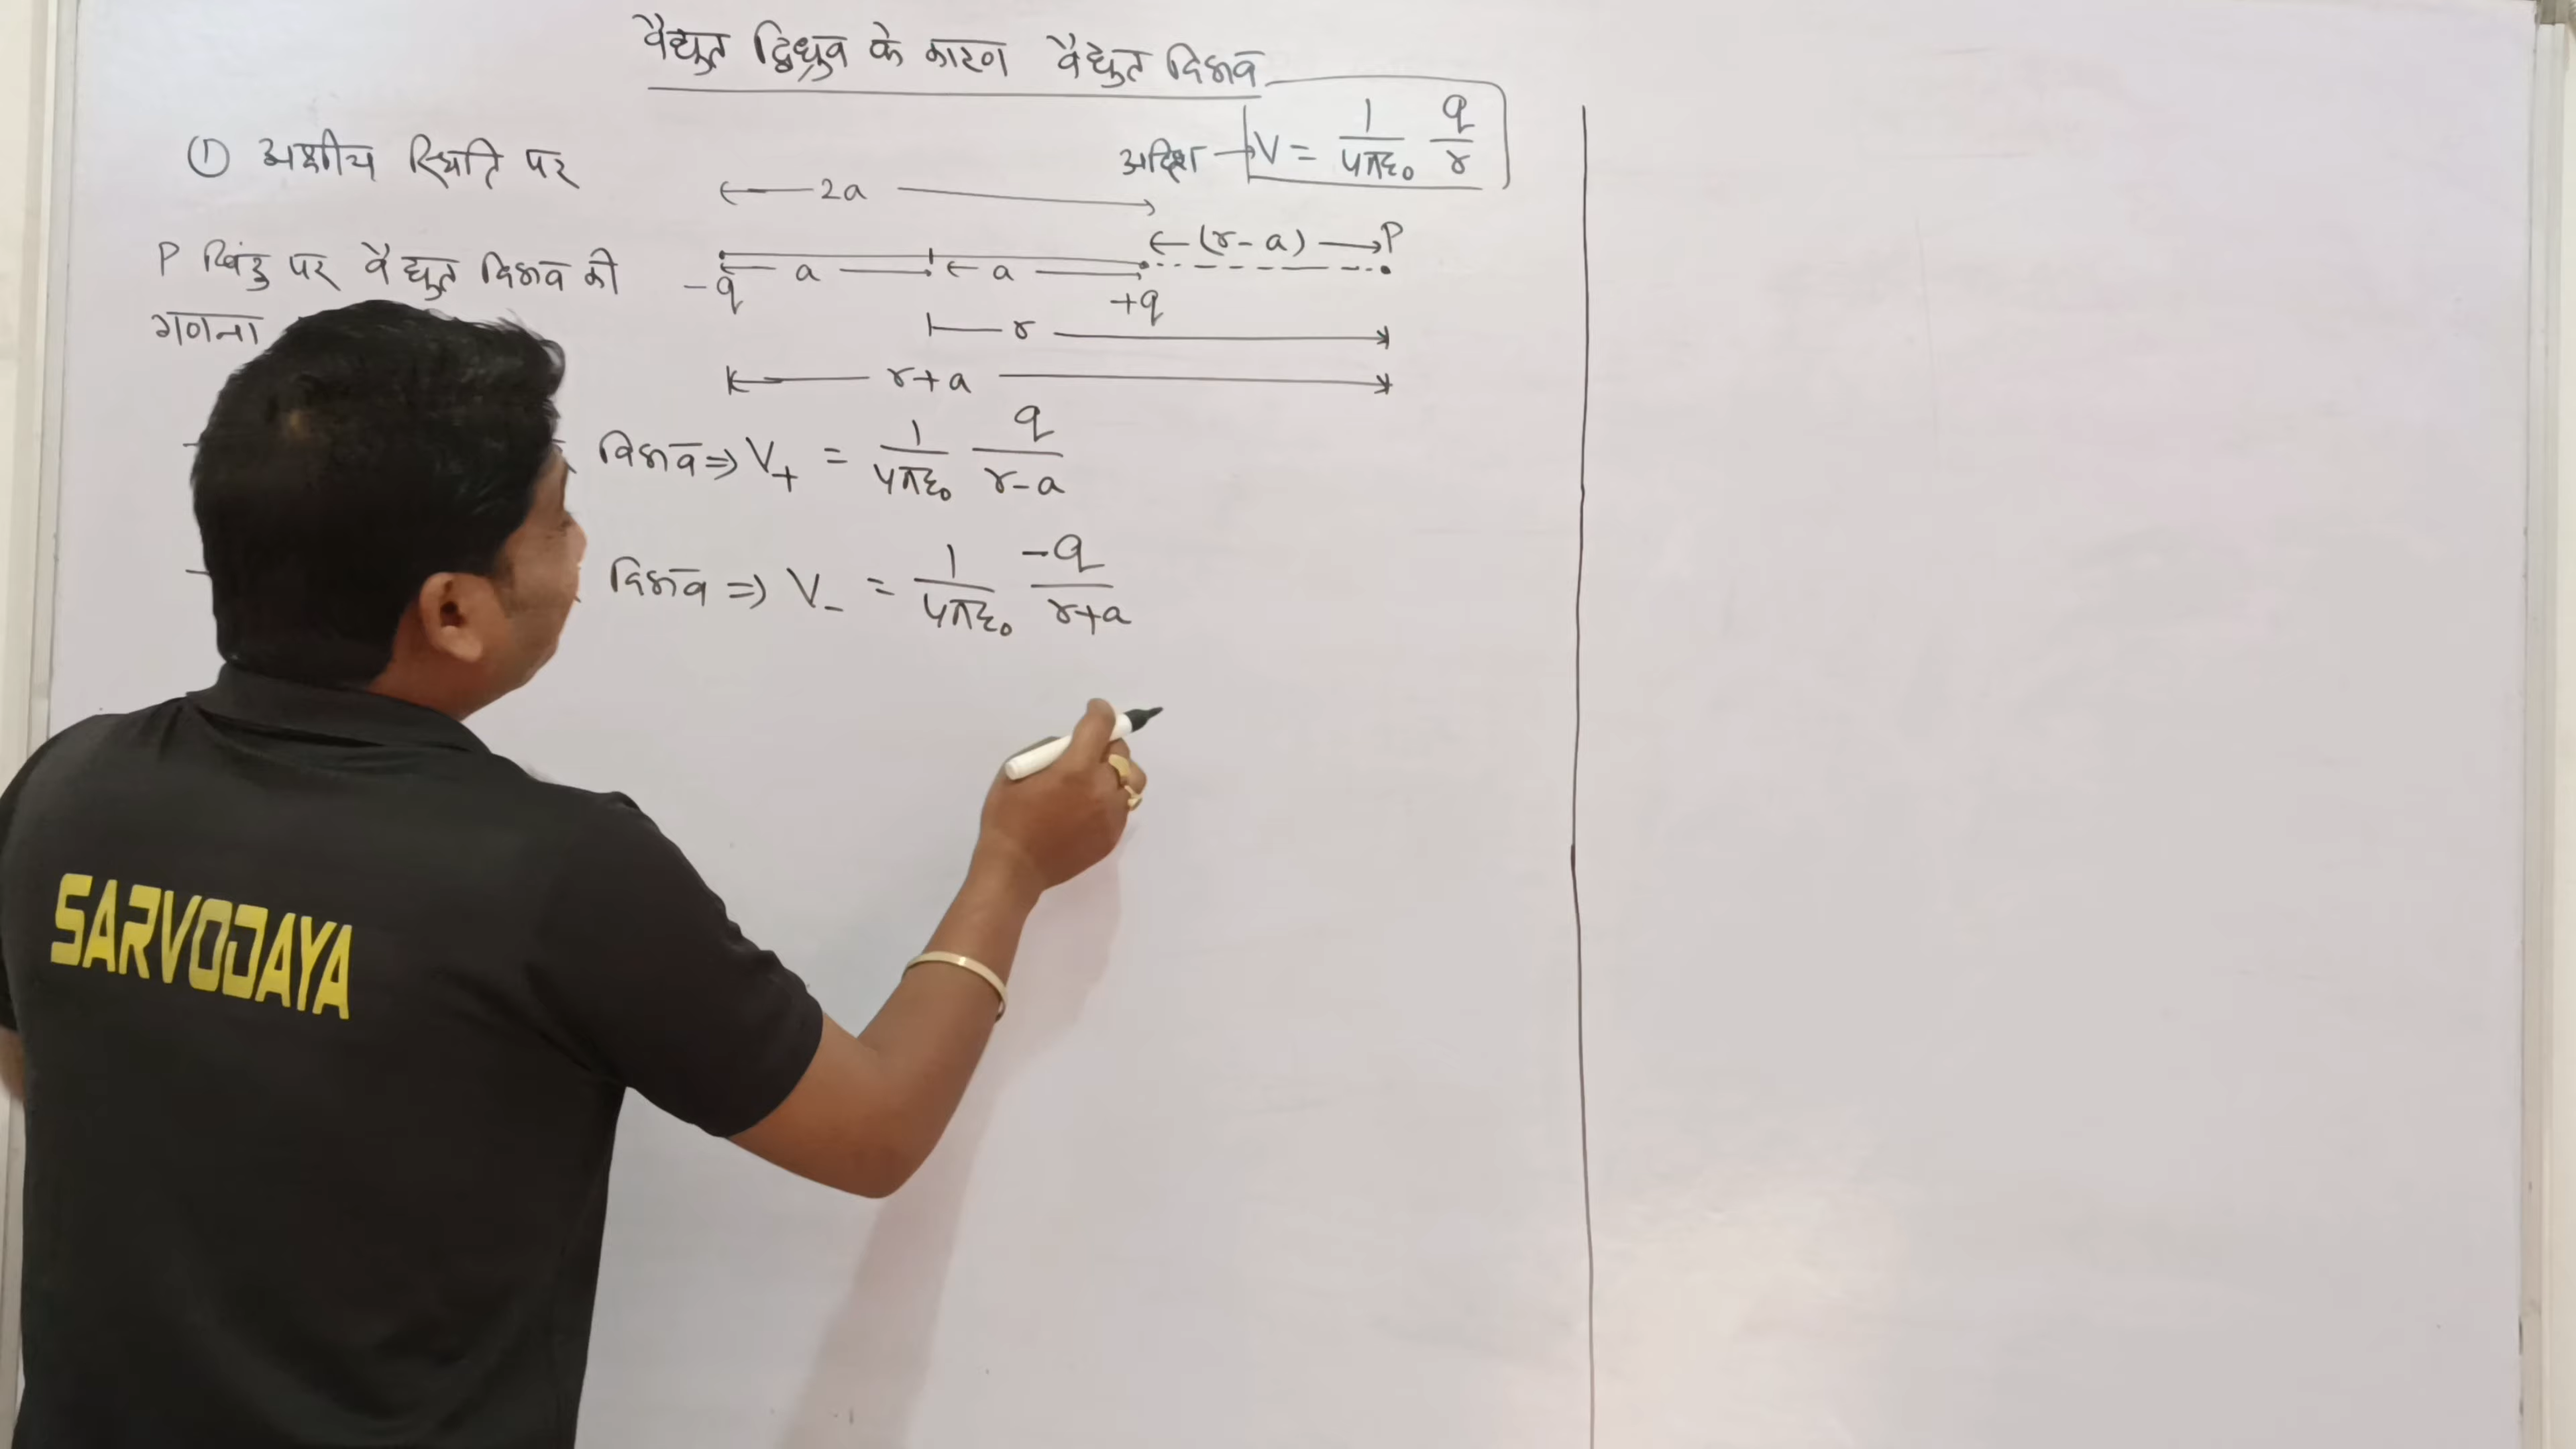 वैद्युत द्विध्रुव के कारण वैद्युत विभव
① अक्षीय स्थिति पर
अदिश → V = 1/4πε₀ q/r
2a
P बिंदु पर वैद्युत विभव की
गणना
(r-a) P
-q a a +q
r
r+a
विभव ⇒ V₊ = 1/4πε₀ q/r-a
विभव ⇒ V₋ = 1/4πε₀ -q/r+a
SARVODAYA